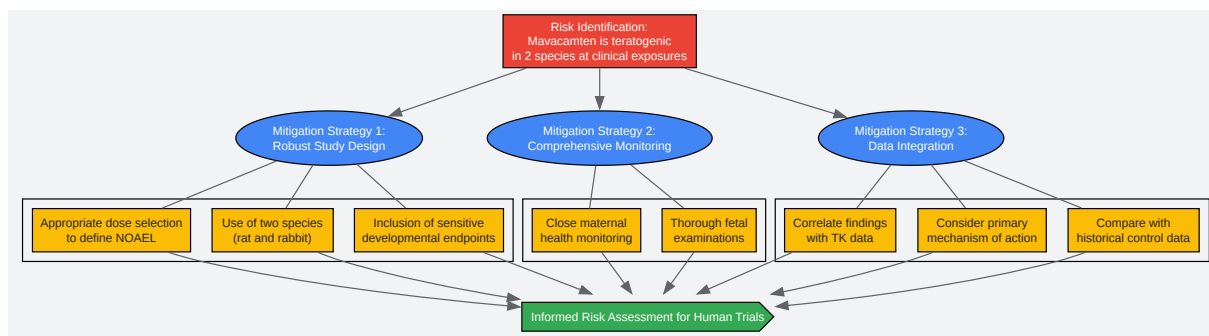 Risk Identification:
Mavacamten is teratogenic
in 2 species at clinical exposures
Mitigation Strategy 1:
Robust Study Design
Mitigation Strategy 2:
Comprehensive Monitoring
Mitigation Strategy 3:
Data Integration
Appropriate dose selection
to define NOAEL
Use of two species
(rat and rabbit)
Inclusion of sensitive
developmental endpoints
Close maternal
health monitoring
Thorough fetal
examinations
Correlate findings
with TK data
Consider primary
mechanism of action
Compare with
historical control data
Informed Risk Assessment for Human Trials